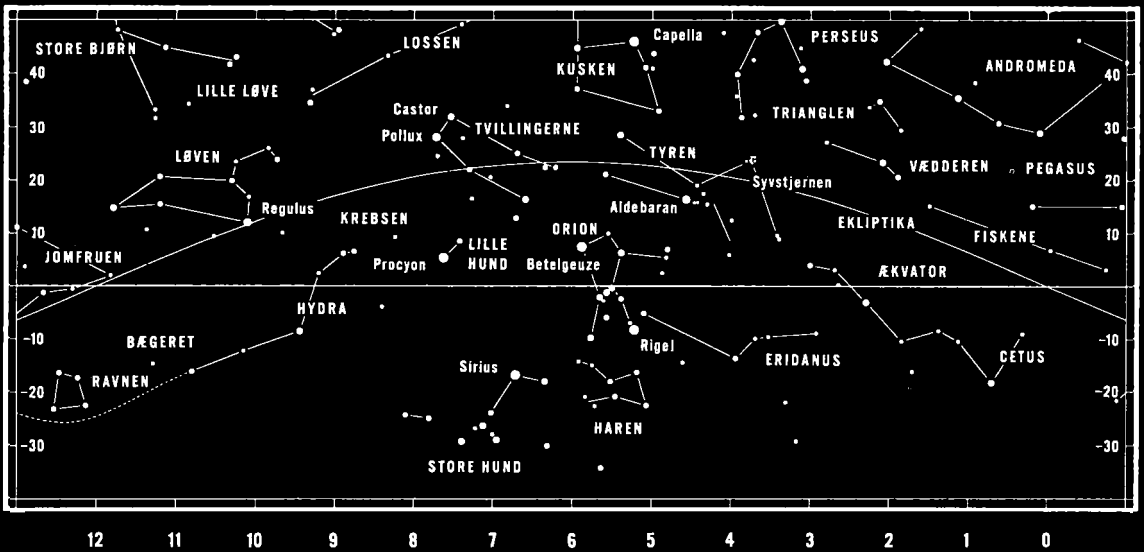 Capella
PERSEUS
LOSSEN
STORE BJØRN
KUSKEN
ANDROMEDA
40
40
LILLE LØVE
Castor
TRIANGLEN
30
TVILLINGERNE
30
Pollux
TYREN
LØVEN
VÆDDEREN
PEGASUS
20
Syvstjernen
20
Regulus
Aldebaran
KREBSEN
EKLIPTIKA
ORION
10
FISKENE
10
LILLE
HUND
JOMFRUEN
Procyon
Betelgeuze
ÆKVATOR
HYDRA
BÆGERET
-10
Rigel
-10
ERIDANUS
CETUS
Sirius
RAVNEN
-20
-20
HAREN
-30
STORE HUND
-30
12 11 10 9 8 7 6 5 4 3 2 1 0